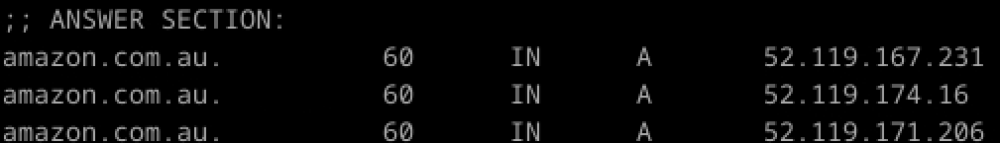 ;; ANSWER SECTION:
amazon.com.au. 60 IN A 52.119.167.231
amazon.com.au. 60 IN A 52.119.174.16
amazon.com.au. 60 IN A 52.119.171.206